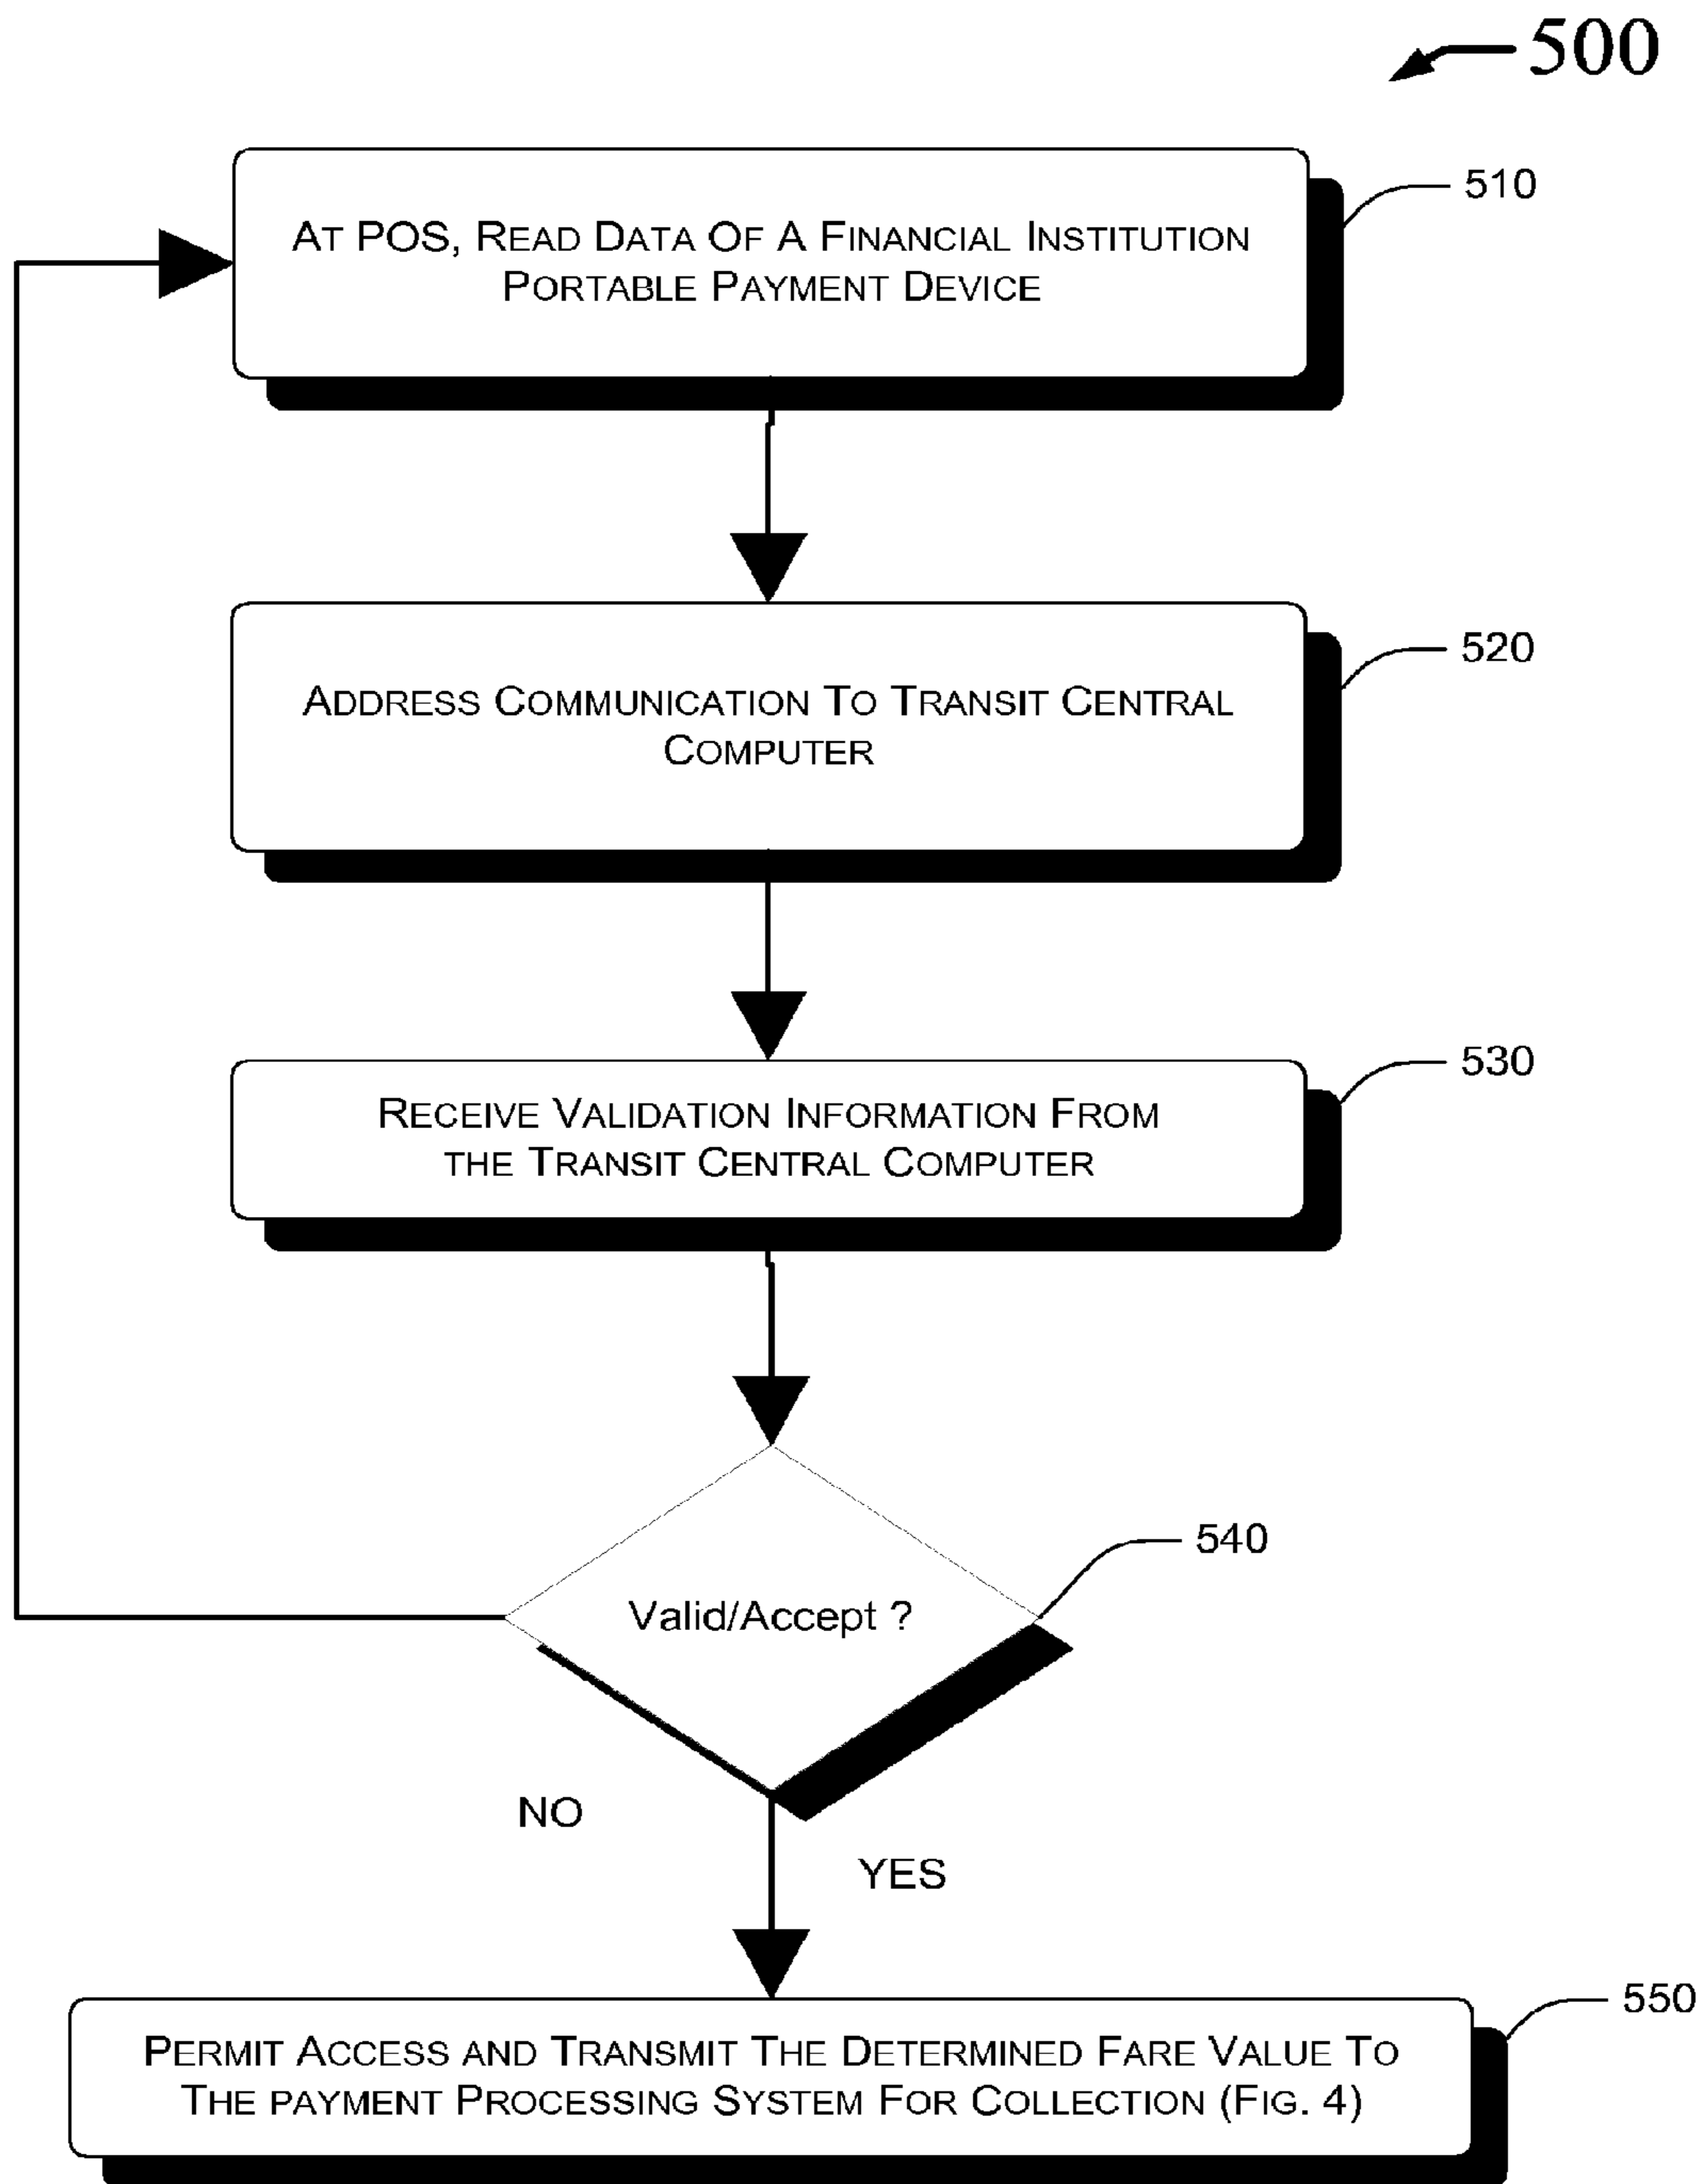 500
AT POS, READ DATA OF A FINANCIAL INSTITUTION
PORTABLE PAYMENT DEVICE
510
ADDRESS COMMUNICATION TO TRANSIT CENTRAL
COMPUTER
520
RECEIVE VALIDATION INFORMATION FROM
THE TRANSIT CENTRAL COMPUTER
530
Valid/Accept ?
540
NO
YES
PERMIT ACCESS AND TRANSMIT THE DETERMINED FARE VALUE TO
THE PAYMENT PROCESSING SYSTEM FOR COLLECTION (FIG. 4)
550